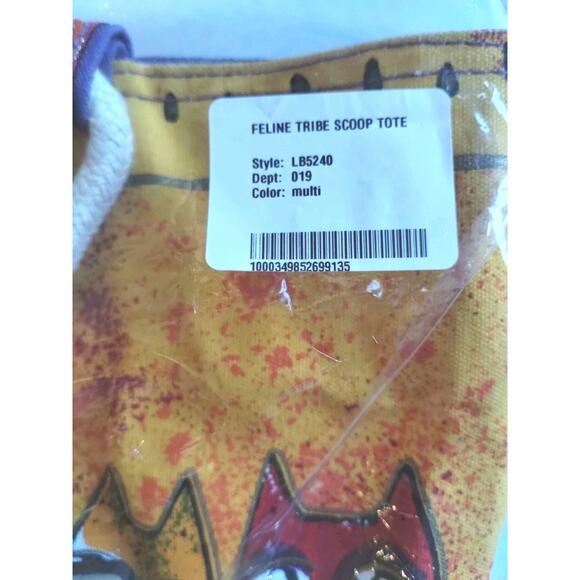 FELINE TRIBE SCOOP TOTE
Style: LB5240
Dept: 019
Color: multi
1000349852699135